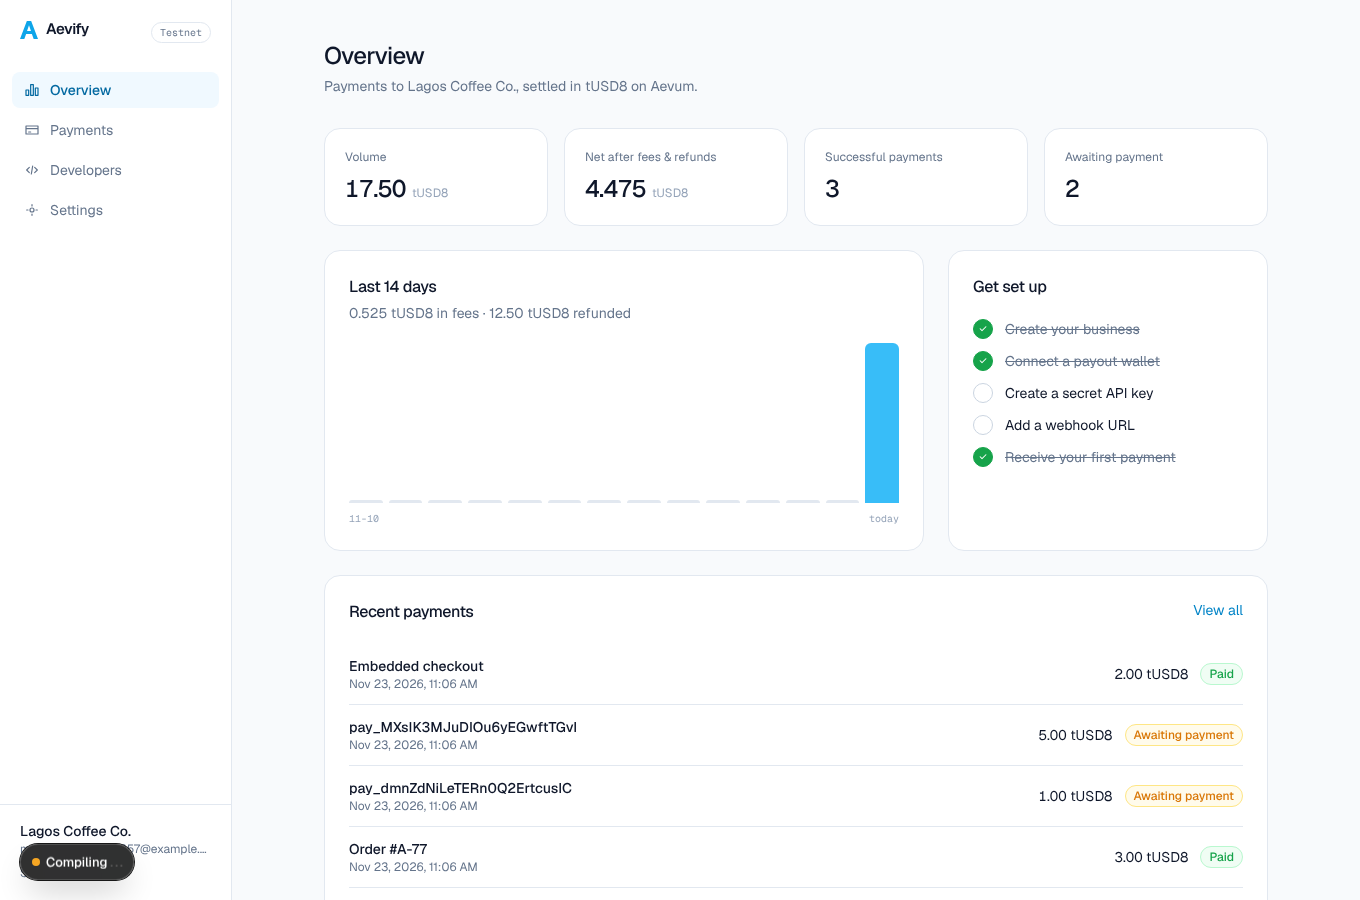 Aevify
Testnet
Overview
Payments
Developers
Settings
Overview
Payments to Lagos Coffee Co., settled in tUSD8 on Aevum.
Volume
17.50 tUSD8
Net after fees & refunds
4.475 tUSD8
Successful payments
3
Awaiting payment
2
Last 14 days
0.525 tUSD8 in fees · 12.50 tUSD8 refunded
11-10
today
Get set up
Create your business
Connect a payout wallet
Create a secret API key
Add a webhook URL
Receive your first payment
Recent payments
View all
Embedded checkout
Nov 23, 2026, 11:06 AM
2.00 tUSD8
Paid
Nov 23, 2026, 11:06 AM
5.00 tUSD8
Awaiting payment
Nov 23, 2026, 11:06 AM
1.00 tUSD8
Awaiting payment
Order #A-77
Nov 23, 2026, 11:06 AM
3.00 tUSD8
Paid
Lagos Coffee Co.
57@example.…
Compiling ...